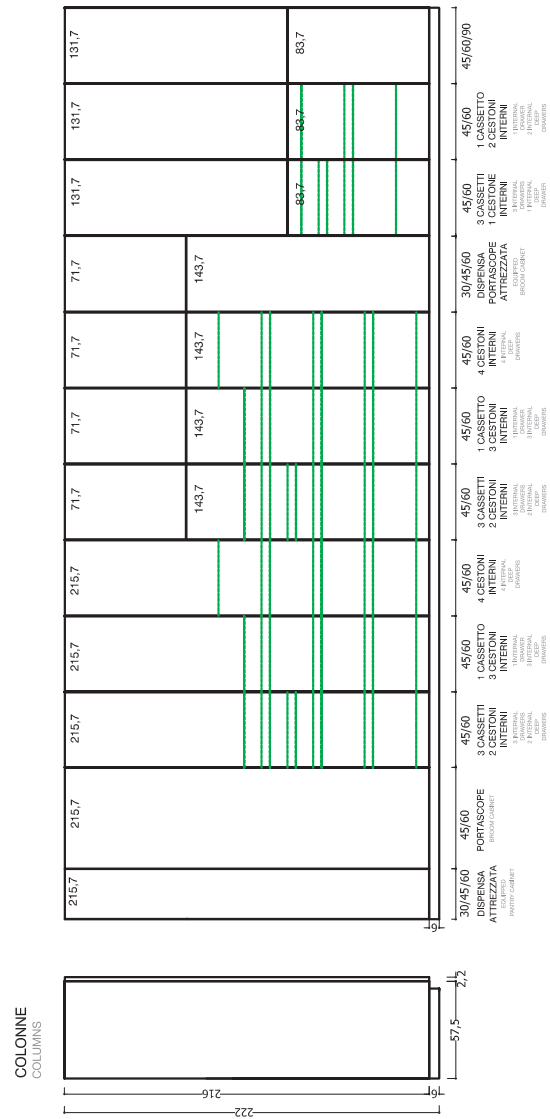 COLONNE
COLUMNS
222
216
6
57,5
2,2
6
215,7
30/45/60
DISPENSA
ATTREZZATA
EQUIPPED
PANTRY CABINET
215,7
45/60
PORTASCOPE
BROOM CABINET
215,7
45/60
3 CASSETTI
2 CESTONI
INTERNI
3 INTERNAL
DRAWERS
2 INTERNAL
DEEP
DRAWERS
215,7
45/60
1 CASSETTO
3 CESTONI
INTERNI
1 INTERNAL
DRAWER
3 INTERNAL
DEEP
DRAWERS
215,7
45/60
4 CESTONI
INTERNI
4 INTERNAL
DEEP
DRAWERS
71,7
143,7
45/60
3 CASSETTI
2 CESTONI
INTERNI
3 INTERNAL
DRAWERS
2 INTERNAL
DEEP
DRAWERS
71,7
143,7
45/60
1 CASSETTO
3 CESTONI
INTERNI
1 INTERNAL
DRAWER
3 INTERNAL
DEEP
DRAWERS
71,7
143,7
45/60
4 CESTONI
INTERNI
4 INTERNAL
DEEP
DRAWERS
71,7
143,7
30/45/60
DISPENSA
PORTASCOPE
ATTREZZATA
EQUIPPED
BROOM CABINET
131,7
83,7
45/60
3 CASSETTI
1 CESTONE
INTERNI
3 INTERNAL
DRAWERS
1 INTERNAL
DEEP
DRAWER
131,7
83,7
45/60
1 CASSETTO
2 CESTONI
INTERNI
1 INTERNAL
DRAWER
2 INTERNAL
DEEP
DRAWERS
131,7
83,7
45/60/90